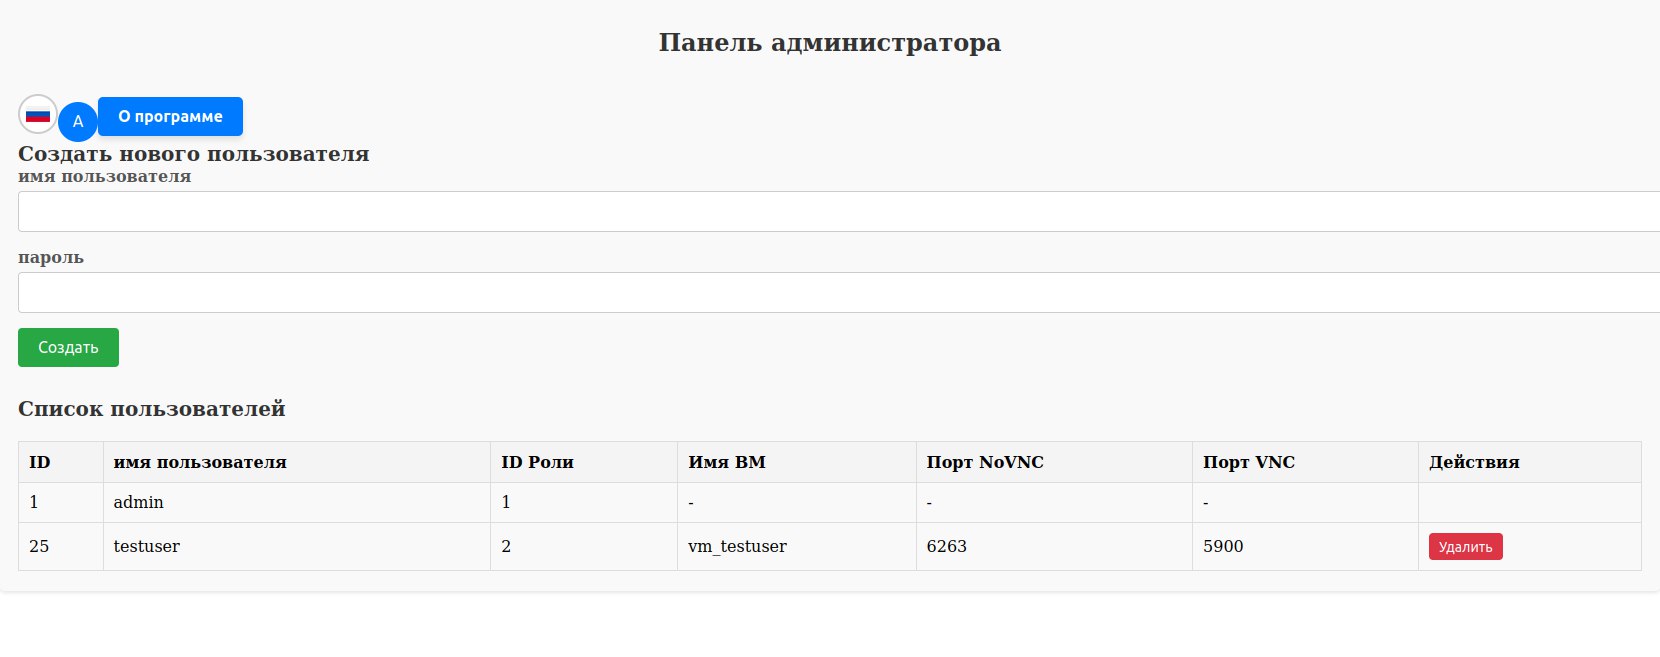 Панель администратора
А О программе
Создать нового пользователя
имя пользователя
пароль
Создать
Список пользователей
ID имя пользователя ID Роли Имя ВМ Порт NoVNC Порт VNC Действия
1 admin 1 - - -
25 testuser 2 vm_testuser 6263 5900 Удалить